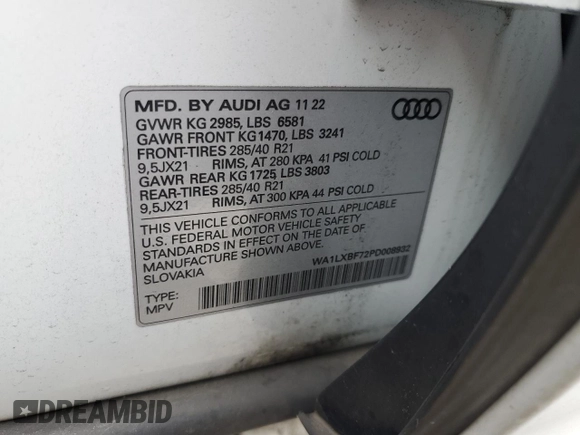 MFD. BY AUDI AG 11 22
GVWR KG 2985, LBS 6581
GAWR FRONT KG1470, LBS 3241
FRONT-TIRES 285/40 R21
9,5JX21 RIMS, AT 280 KPA 41 PSI COLD
GAWR REAR KG 1725, LBS 3803
REAR-TIRES 285/40 R21
9,5JX21 RIMS, AT 300 KPA 44 PSI COLD
THIS VEHICLE CONFORMS TO ALL APPLICABLE
U.S. FEDERAL MOTOR VEHICLE SAFETY
STANDARDS IN EFFECT ON THE DATE OF
MANUFACTURE SHOWN ABOVE.
SLOVAKIA
WA1LXBF72PD008932
TYPE:
MPV
DREAMBID